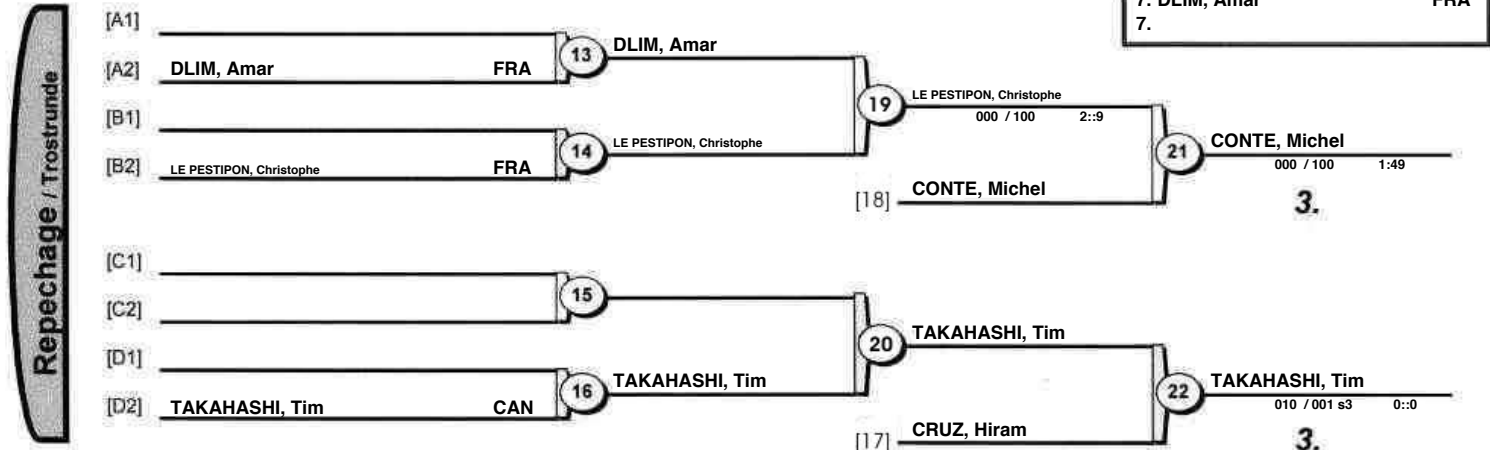 7. DLIM, Amar FRA
7.
Repechage / Trostrunde
[A1]
[A2] DLIM, Amar FRA
13 DLIM, Amar
[B1]
[B2] LE PESTIPON, Christophe FRA
14 LE PESTIPON, Christophe
19 LE PESTIPON, Christophe
000 / 100 2::9
[18] CONTE, Michel
21 CONTE, Michel
000 / 100 1:49
3.
[C1]
[C2]
15
[D1]
[D2] TAKAHASHI, Tim CAN
16 TAKAHASHI, Tim
20 TAKAHASHI, Tim
[17] CRUZ, Hiram
22 TAKAHASHI, Tim
010 / 001 s3 0::0
3.